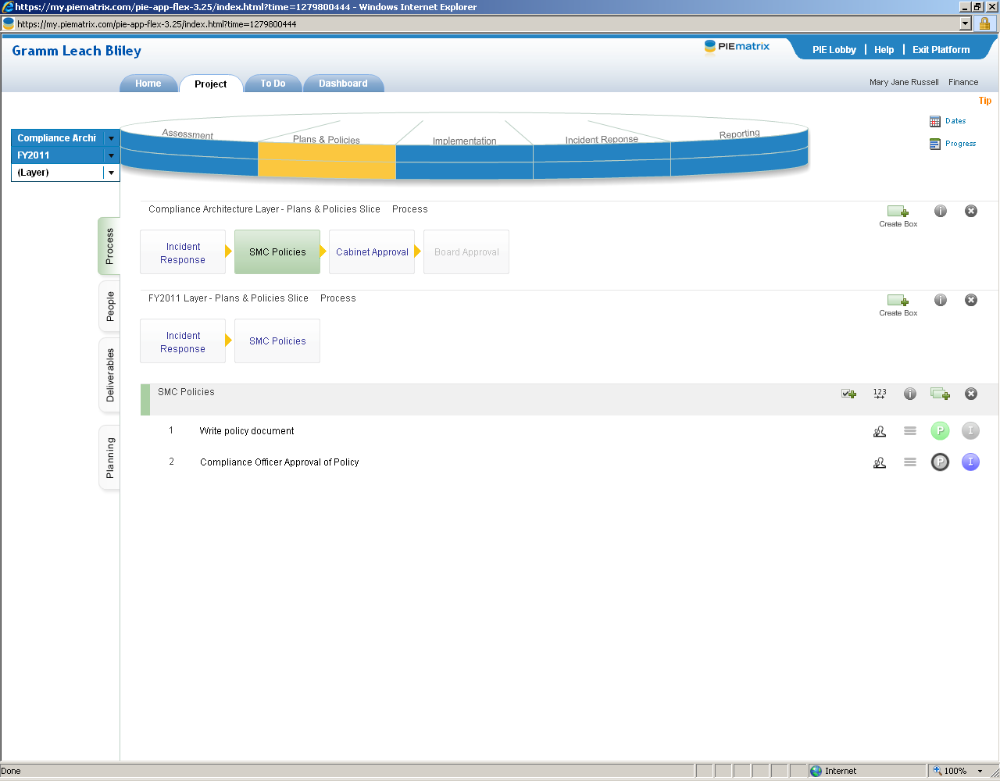 https://my.piematrix.com/pie-app-flex-3.25/index.html?time=1279800444 - Windows Internet Explorer
https://my.piematrix.com/pie-app-flex-3.25/index.html?time=1279800444
Gramm Leach Bliley
PIEmatrix
PIE Lobby | Help | Exit Platform
Home
Project
To Do
Dashboard
Mary Jane Russell Finance
Tip
Dates
Progress
Compliance Archi
FY2011
(Layer)
Assessment
Plans & Policies
Implementation
Incident Reponse
Reporting
Process
People
Deliverables
Planning
Compliance Architecture Layer - Plans & Policies Slice Process
Create Box
i
Incident
Response
SMC Policies
Cabinet Approval
Board Approval
FY2011 Layer - Plans & Policies Slice Process
Create Box
i
Incident
Response
SMC Policies
SMC Policies
123
i
1 Write policy document P I
2 Compliance Officer Approval of Policy P I
Done
Internet
100%